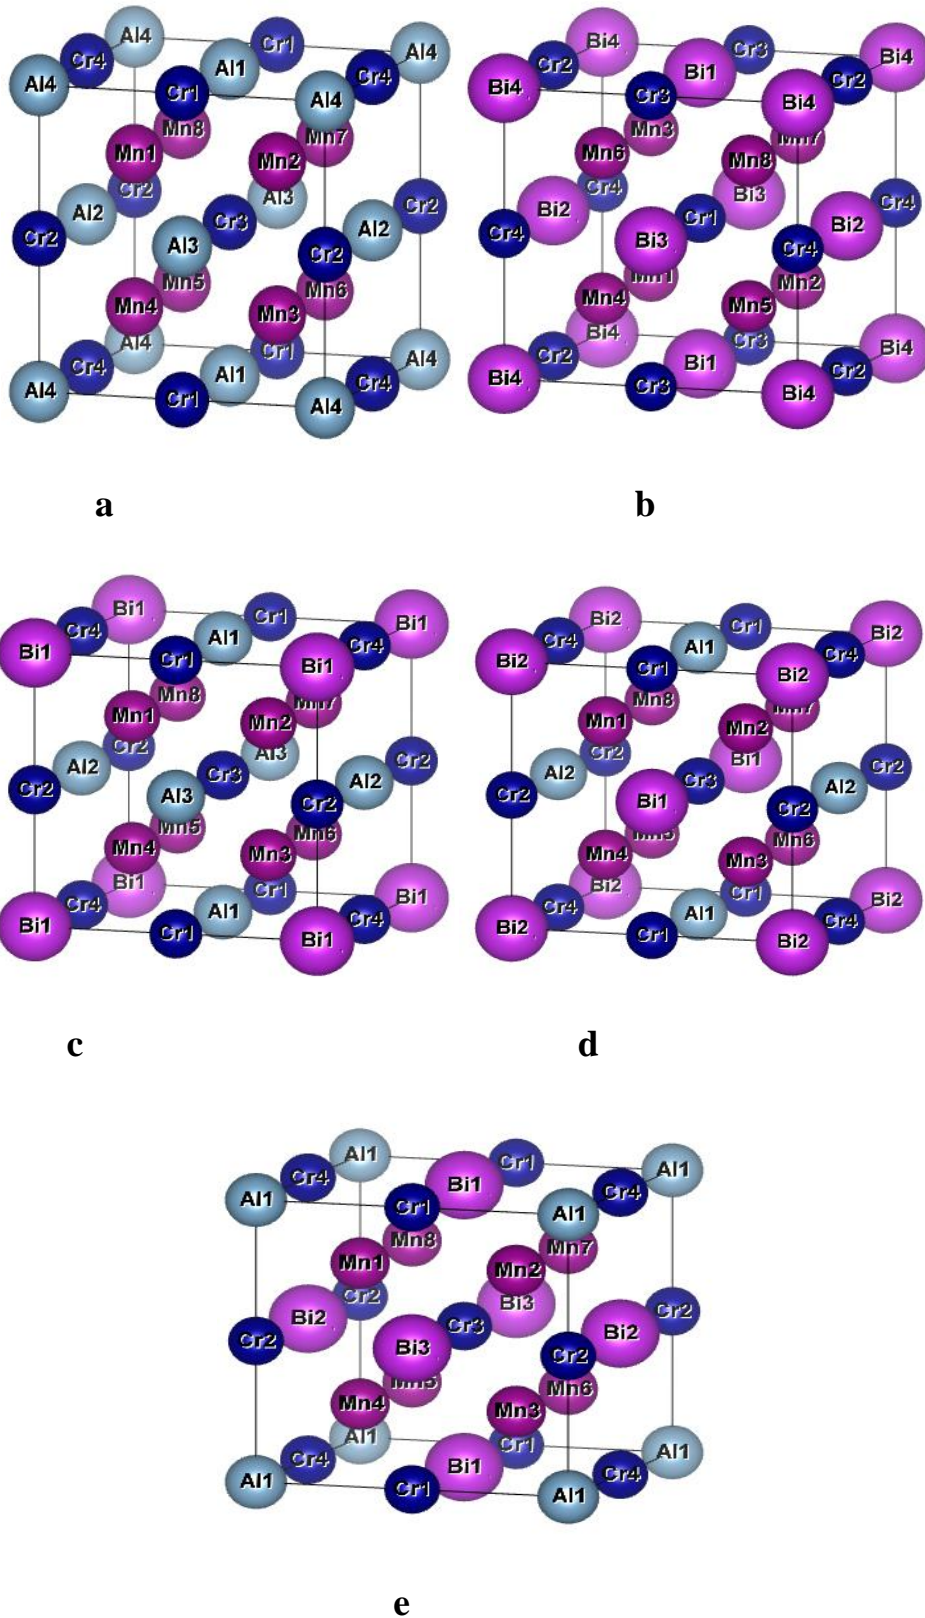 Al4 Cr1 Al4
Cr4 Al1 Cr4
Al4 Cr1 Al4
Mn8 Mn7
Mn1 Mn2
Cr2 Al3 Cr2
Al2 Cr3 Al2
Cr2 Al3 Cr2
Mn5 Mn6
Mn4 Mn3
Al4 Cr1 Al4
Cr4 Al1 Cr4
Al4 Cr1 Al4
a
Bi4 Cr3 Bi4
Cr2 Bi1 Cr2
Bi4 Cr3 Bi4
Mn3 Mn7
Mn6 Mn8
Cr4 Bi3 Cr4
Bi2 Cr1 Bi2
Cr4 Bi3 Cr4
Mn1 Mn2
Mn4 Mn5
Bi4 Cr3 Bi4
Cr2 Bi1 Cr2
Bi4 Cr3 Bi4
b
Bi1 Cr1 Bi1
Cr4 Al1 Cr4
Bi1 Cr1 Bi1
Mn8 Mn7
Mn1 Mn2
Cr2 Al3 Cr2
Al2 Cr3 Al2
Cr2 Al3 Cr2
Mn5 Mn6
Mn4 Mn3
Bi1 Cr1 Bi1
Cr4 Al1 Cr4
Bi1 Cr1 Bi1
c
Bi2 Cr1 Bi2
Cr4 Al1 Cr4
Bi2 Cr1 Bi2
Mn8 Mn7
Mn1 Mn2
Cr2 Bi1 Cr2
Al2 Cr3 Al2
Cr2 Bi1 Cr2
Mn6
Mn4 Mn3
Bi2 Cr1 Bi2
Cr4 Al1 Cr4
Bi2 Cr1 Bi2
d
Al1 Cr1 Al1
Cr4 Bi1 Cr4
Al1 Cr1 Al1
Mn8 Mn7
Mn1 Mn2
Cr2 Bi3 Cr2
Bi2 Cr3 Bi2
Cr2 Bi3 Cr2
Mn5 Mn6
Mn4 Mn3
Al1 Cr1 Al1
Cr4 Bi1 Cr4
Al1 Cr1 Al1
e